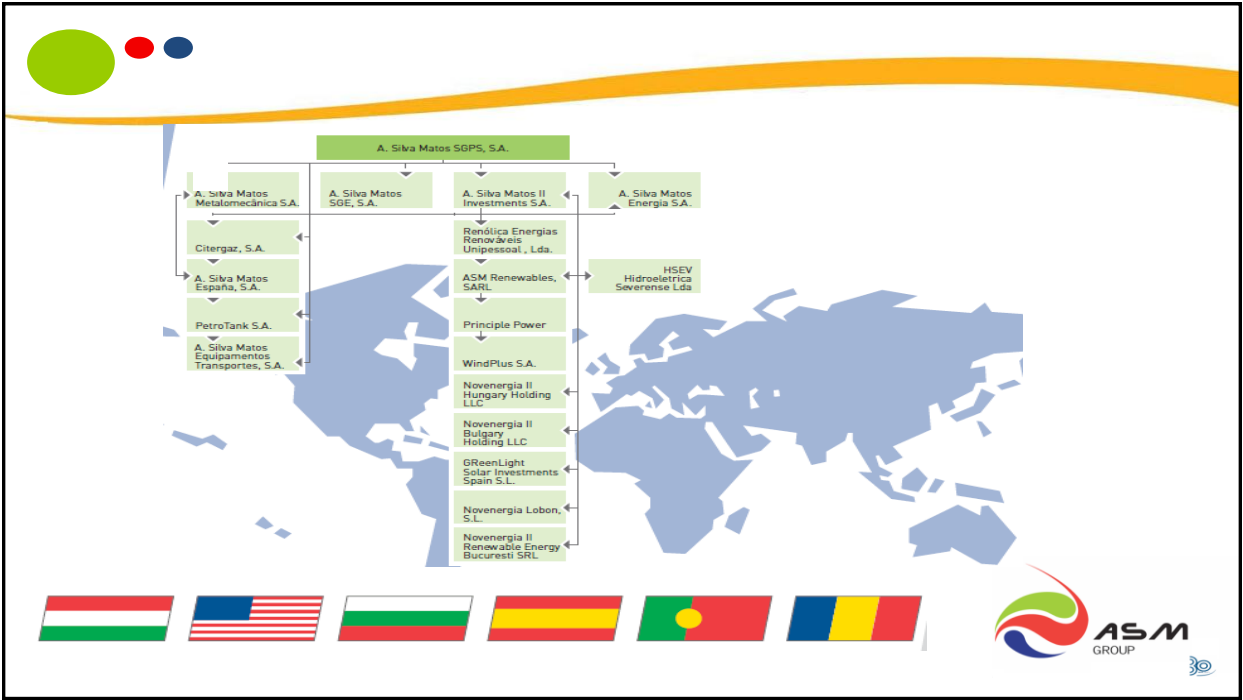 A. Silva Matos SGPS, S.A.
A. Silva Matos
Metalomecânica S.A.
A. Silva Matos
SGE, S.A.
A. Silva Matos II
Investments S.A.
A. Silva Matos
Energia S.A.
Citergaz, S.A.
A. Silva Matos
España, S.A.
PetroTank S.A.
A. Silva Matos
Equipamentos
Transportes, S.A.
Renólica Energias
Renováveis
Unipessoal , Lda.
ASM Renewables,
SARL
HSEV
Hidroeletrica
Severense Lda
Principle Power
WindPlus S.A.
Novenergia II
Hungary Holding
LLC
Novenergia II
Bulgary
Holding LLC
GReenLight
Solar Investments
Spain S.L.
Novenergia Lobon,
S.L.
Novenergia II
Renewable Energy
Bucuresti SRL
ASM
GROUP